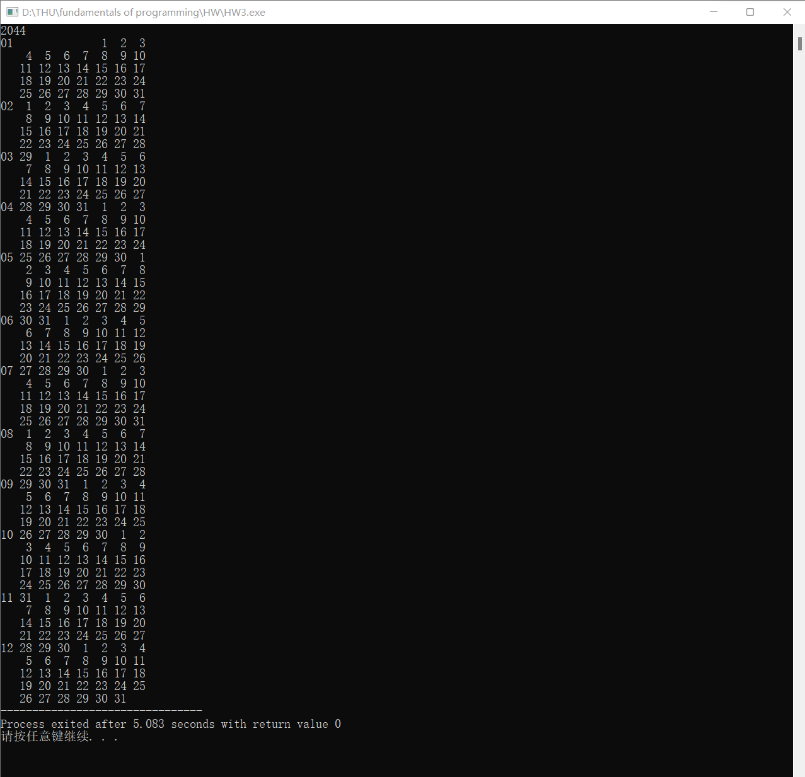 D:\THU\fundamentals of programming\HW\HW3.exe
2044
01             1  2  3
    4  5  6  7  8  9 10
   11 12 13 14 15 16 17
   18 19 20 21 22 23 24
   25 26 27 28 29 30 31
02  1  2  3  4  5  6  7
    8  9 10 11 12 13 14
   15 16 17 18 19 20 21
   22 23 24 25 26 27 28
03 29  1  2  3  4  5  6
    7  8  9 10 11 12 13
   14 15 16 17 18 19 20
   21 22 23 24 25 26 27
04 28 29 30 31  1  2  3
    4  5  6  7  8  9 10
   11 12 13 14 15 16 17
   18 19 20 21 22 23 24
05 25 26 27 28 29 30  1
    2  3  4  5  6  7  8
    9 10 11 12 13 14 15
   16 17 18 19 20 21 22
   23 24 25 26 27 28 29
06 30 31  1  2  3  4  5
    6  7  8  9 10 11 12
   13 14 15 16 17 18 19
   20 21 22 23 24 25 26
07 27 28 29 30  1  2  3
    4  5  6  7  8  9 10
   11 12 13 14 15 16 17
   18 19 20 21 22 23 24
   25 26 27 28 29 30 31
08  1  2  3  4  5  6  7
    8  9 10 11 12 13 14
   15 16 17 18 19 20 21
   22 23 24 25 26 27 28
09 29 30 31  1  2  3  4
    5  6  7  8  9 10 11
   12 13 14 15 16 17 18
   19 20 21 22 23 24 25
10 26 27 28 29 30  1  2
    3  4  5  6  7  8  9
   10 11 12 13 14 15 16
   17 18 19 20 21 22 23
   24 25 26 27 28 29 30
11 31  1  2  3  4  5  6
    7  8  9 10 11 12 13
   14 15 16 17 18 19 20
   21 22 23 24 25 26 27
12 28 29 30  1  2  3  4
    5  6  7  8  9 10 11
   12 13 14 15 16 17 18
   19 20 21 22 23 24 25
   26 27 28 29 30 31
--------------------------------
Process exited after 5.083 seconds with return value 0
请按任意键继续. . .